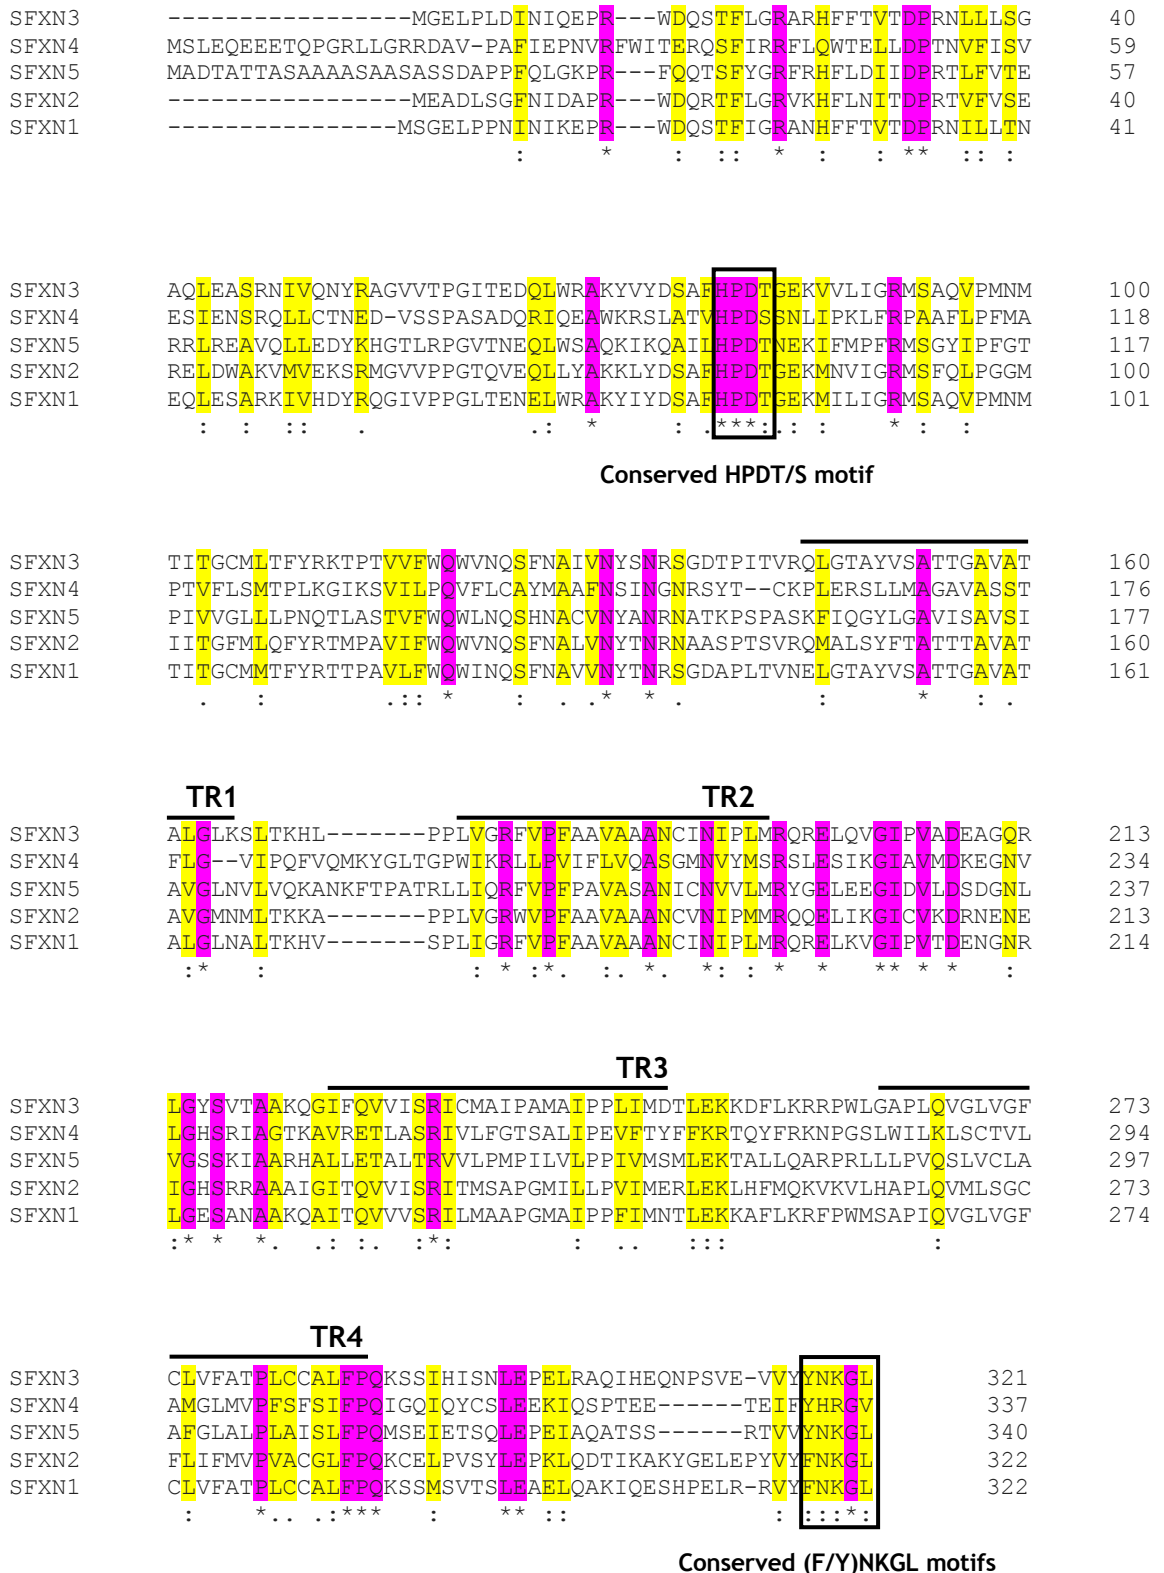 SFXN3 -----------------MGELPLDINIQEPR---WDQSTFLGRARHFFTVTDPRNLLLSG 40
SFXN4 MSLEQEEETQPGRLLGRRDAV-PAFIEPNVRFWITERQSFIRRFLQWTELLDPTNVFISV 59
SFXN5 MADTATTASAAAASAASASSDAPPFQLGKPR---FQQTSFYGRFRHFLDIIDPRTLFVTE 57
SFXN2 -----------------MEADLSGFNIDAPR---WDQRTFLGRVKHFLNITDPRTVFVSE 40
SFXN1 ----------------MSGELPPNINIKEPR---WDQSTFIGRANHFFTVTDPRNILLTN 41
: * : :: * : : ** :: :
SFXN3 AQLEASRNIVQNYRAGVVTPGITEDQLWRAKYVYDSAFHPDTGEKVVLIGRMSAQVPMNM 100
SFXN4 ESIENSRQLLCTNED-VSSPASADQRIQEAWKRSLATVHPDSSNLIPKLFRPAAFLPFMA 118
SFXN5 RRLREAVQLLEDYKHGTLRPGVTNEQLWSAQKIKQAILHPDTNEKIFMPFRMSGYIPFGT 117
SFXN2 RELDWAKVMVEKSRMGVVPPGTQVEQLLYAKKLYDSAFHPDTGEKMNVIGRMSFQLPGGM 100
SFXN1 EQLESARKIVHDYRQGIVPPGLTENELWRAKYIYDSAFHPDTGEKMILIGRMSAQVPMNM 101
: : :: . .: * : .***:.: : * : :
Conserved HPDT/S motif
SFXN3 TITGCMLTFYRKTPTVVFWQWVNQSFNAIVNYSNRSGDTPITVRQLGTAYVSATTGAVAT 160
SFXN4 PTVFLSMTPLKGIKSVILPQVFLCAYMAAFNSINGNRSYT--CKPLERSLLMAGAVASST 176
SFXN5 PIVVGLLLPNQTLASTVFWQWLNQSHNACVNYANRNATKPSPASKFIQGYLGAVISAVSI 177
SFXN2 IITGFMLQFYRTMPAVIFWQWVNQSFNALVNYTNRNAASPTSVRQMALSYFTATTTAVAT 160
SFXN1 TITGCMMTFYRTTPAVLFWQWINQSFNAVVNYTNRSGDAPLTVNELGTAYVSATTGAVAT 161
. : .:: * : . .* * . : * : .
TR1 TR2
SFXN3 ALGLKSLTKHL-------PPLVGRFVPFAAVAAANCINIPLMRQRELQVGIPVADEAGQR 213
SFXN4 FLG--VIPQFVQMKYGLTGPWIKRLLPVIFLVQASGMNVYMSRSLESIKGIAVMDKEGNV 234
SFXN5 AVGLNVLVQKANKFTPATRLLIQRFVPFPAVASANICNVVLMRYGELEEGIDVLDSDGNL 237
SFXN2 AVGMNMLTKKA-------PPLVGRWVPFAAVAAANCVNIPMMRQQELIKGICVKDRNENE 213
SFXN1 ALGLNALTKHV-------SPLIGRFVPFAAVAAANCINIPLMRQRELKVGIPVTDENGNR 214
:* : : * :*. :. *. *: : * * ** * * :
TR3
SFXN3 LGYSVTAAKQGIFQVVISRICMAIPAMAIPPLIMDTLEKKDFLKRRPWLGAPLQVGLVGF 273
SFXN4 LGHSRIAGTKAVRETLASRIVLFGTSALIPEVFTYFFKRTQYFRKNPGSLWILKLSCTVL 294
SFXN5 VGSSKIAARHALLETALTRVVLPMPILVLPPIVMSMLEKTALLQARPRLLLPVQSLVCLA 297
SFXN2 IGHSRRAAAIGITQVVISRITMSAPGMILLPVIMERLEKLHFMQKVKVLHAPLQVMLSGC 273
SFXN1 LGESANAAKQAITQVVVSRILMAAPGMAIPPFIMNTLEKKAFLKRFPWMSAPIQVGLVGF 274
:* * *. .: :. :*: : .. ::: :
TR4
SFXN3 CLVFATPLCCALFPQKSSIHISNLEPELRAQIHEQNPSVE-VVYYNKGL 321
SFXN4 AMGLMVPFSFSIFPQIGQIQYCSLEEKIQSPTEE------TEIFYHRGV 337
SFXN5 AFGLALPLAISLFPQMSEIETSQLEPEIAQATSS------RTVVYNKGL 340
SFXN2 FLIFMVPVACGLFPQKCELPVSYLEPKLQDTIKAKYGELEPYVYFNKGL 322
SFXN1 CLVFATPLCCALFPQKSSMSVTSLEAELQAKIQESHPELR-RVYFNKGL 322
: *.. .:*** : ** :: : :::*:
Conserved (F/Y)NKGL motifs